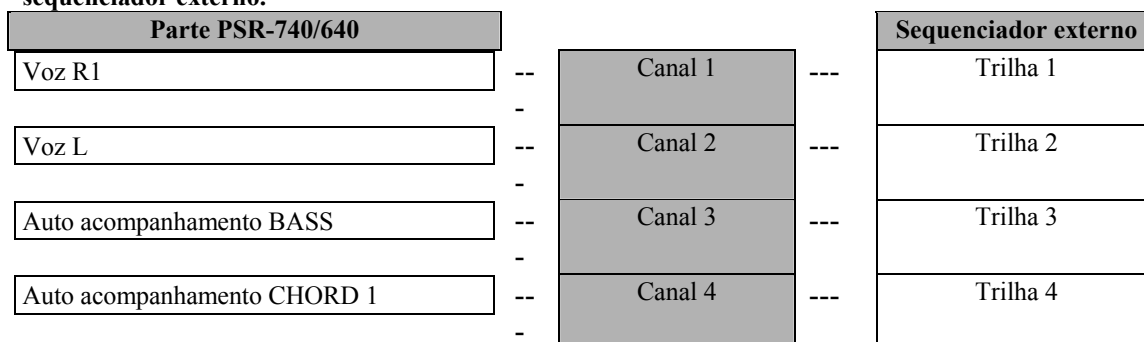 sequenciador externo.
Parte PSR-740/640 Sequenciador externo
Voz R1 -- Canal 1 --- Trilha 1
-
Voz L -- Canal 2 --- Trilha 2
-
Auto acompanhamento BASS -- Canal 3 --- Trilha 3
-
Auto acompanhamento CHORD 1 -- Canal 4 --- Trilha 4
-